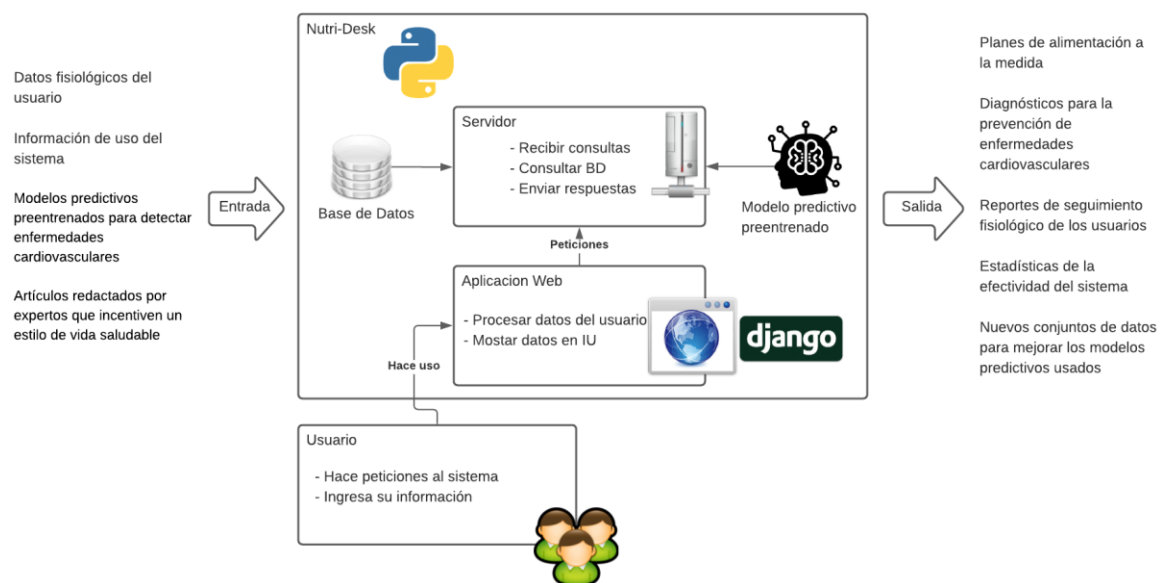 Nutri-Desk
Datos fisiológicos del
usuario
Información de uso del
sistema
Modelos predictivos
preentrenados para detectar
enfermedades
cardiovasculares
Artículos redactados por
expertos que incentiven un
estilo de vida saludable
Entrada
Base de Datos
Servidor
- Recibir consultas
- Consultar BD
- Enviar respuestas
Modelo predictivo
preentrenado
Peticiones
Aplicacion Web
- Procesar datos del usuario
- Mostar datos en IU
django
Hace uso
Usuario
- Hace peticiones al sistema
- Ingresa su información
Salida
Planes de alimentación a
la medida
Diagnósticos para la
prevención de
enfermedades
cardiovasculares
Reportes de seguimiento
fisiológico de los usuarios
Estadísticas de la
efectividad del sistema
Nuevos conjuntos de datos
para mejorar los modelos
predictivos usados